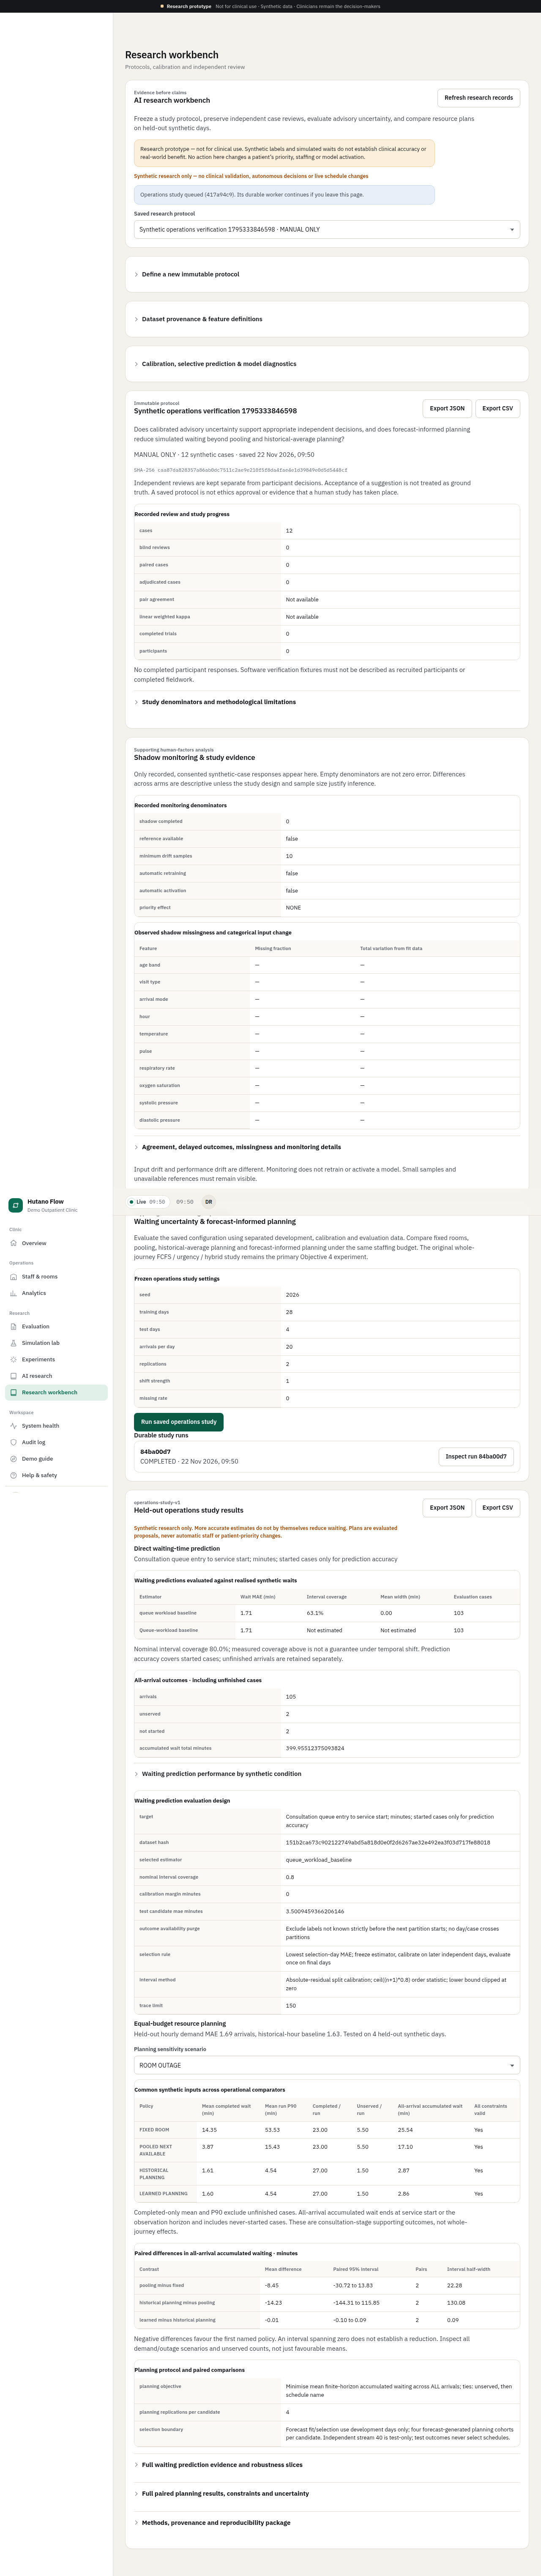 Research prototype Not for clinical use · Synthetic data · Clinicians remain the decision-makers
Research workbench
Protocols, calibration and independent review
Evidence before claims
AI research workbench
Refresh research records
Freeze a study protocol, preserve independent case reviews, evaluate advisory uncertainty, and compare resource plans
on held-out synthetic days.
Research prototype — not for clinical use. Synthetic labels and simulated waits do not establish clinical accuracy or
real-world benefit. No action here changes a patient's priority, staffing or model activation.
Synthetic research only — no clinical validation, autonomous decisions or live schedule changes
Operations study queued (417a94c9). Its durable worker continues if you leave this page.
Saved research protocol
Synthetic operations verification 1795333846598 · MANUAL ONLY
Define a new immutable protocol
Dataset provenance & feature definitions
Calibration, selective prediction & model diagnostics
Immutable protocol
Synthetic operations verification 1795333846598
Export JSON
Export CSV
Does calibrated advisory uncertainty support appropriate independent decisions, and does forecast-informed planning
reduce simulated waiting beyond pooling and historical-average planning?
MANUAL ONLY · 12 synthetic cases · saved 22 Nov 2026, 09:50
SHA-256
Independent reviews are kept separate from participant decisions. Acceptance of a suggestion is not treated as ground
truth. A saved protocol is not ethics approval or evidence that a human study has taken place.
Recorded review and study progress
cases 12
blind reviews 0
paired cases 0
adjudicated cases 0
pair agreement Not available
linear weighted kappa Not available
completed trials 0
participants 0
No completed participant responses. Software verification fixtures must not be described as recruited participants or
completed fieldwork.
Study denominators and methodological limitations
Supporting human-factors analysis
Shadow monitoring & study evidence
Only recorded, consented synthetic-case responses appear here. Empty denominators are not zero error. Differences
across arms are descriptive unless the study design and sample size justify inference.
Recorded monitoring denominators
shadow completed 0
reference available false
minimum drift samples 10
automatic retraining false
automatic activation false
priority effect NONE
Observed shadow missingness and categorical input change
Feature Missing fraction Total variation from fit data
age band — —
visit type — —
arrival mode — —
hour — —
temperature — —
pulse — —
respiratory rate — —
oxygen saturation — —
systolic pressure — —
diastolic pressure — —
Agreement, delayed outcomes, missingness and monitoring details
Input drift and performance drift are different. Monitoring does not retrain or activate a model. Small samples and
unavailable references must remain visible.
Hutano Flow
Demo Outpatient Clinic
Live 09:50 09:50 DR
Clinic
Overview
Operations
Staff & rooms
Analytics
Research
Evaluation
Simulation lab
Experiments
AI research
Research workbench
Workspace
System health
Audit log
Demo guide
Help & safety
Waiting uncertainty & forecast-informed planning
Evaluate the saved configuration using separated development, calibration and evaluation data. Compare fixed
rooms, pooling, historical-average planning and forecast-informed planning under the same staffing budget. The original whole-
journey FCFS / urgency / hybrid study remains the primary Objective 4 experiment.
Frozen operations study settings
seed 2026
training days 28
test days 4
arrivals per day 20
replications 2
shift strength 1
missing rate 0
Run saved operations study
Durable study runs
84ba00d7
COMPLETED · 22 Nov 2026, 09:50
Inspect run 84ba00d7
operations-study-v1
Held-out operations study results
Export JSON
Export CSV
Synthetic research only. More accurate estimates do not by themselves reduce waiting. Plans are evaluated
proposals, never automatic staff or patient-priority changes.
Direct waiting-time prediction
Consultation queue entry to service start; minutes; started cases only for prediction accuracy
Waiting predictions evaluated against realised synthetic waits
Estimator Wait MAE (min) Interval coverage Mean width (min) Evaluation cases
queue workload baseline 1.71 63.1% 0.00 103
Queue-workload baseline 1.71 Not estimated Not estimated 103
Nominal interval coverage 80.0%; measured coverage above is not a guarantee under temporal shift. Prediction
accuracy covers started cases; unfinished arrivals are retained separately.
All-arrival outcomes · including unfinished cases
arrivals 105
unserved 2
not started 2
accumulated wait total minutes 399.95512375093824
Waiting prediction performance by synthetic condition
Waiting prediction evaluation design
target Consultation queue entry to service start; minutes; started cases only for prediction
accuracy
dataset hash
selected estimator queue_workload_baseline
nominal interval coverage 0.8
calibration margin minutes 0
test candidate mae minutes 3.5009459366206146
outcome availability purge Exclude labels not known strictly before the next partition starts; no day/case crosses
partitions
selection rule Lowest selection-day MAE; freeze estimator, calibrate on later independent days, evaluate
once on final days
interval method Absolute-residual split calibration; ceil((n+1)*0.8) order statistic; lower bound clipped at
zero
trace limit 150
Equal-budget resource planning
Held-out hourly demand MAE 1.69 arrivals, historical-hour baseline 1.63. Tested on 4 held-out synthetic days.
Planning sensitivity scenario
ROOM OUTAGE
Common synthetic inputs across operational comparators
Policy Mean completed wait (min) Mean run P90 (min) Completed / run Unserved / run All-arrival accumulated wait (min) All constraints valid
FIXED ROOM 14.35 53.53 23.00 5.50 25.54 Yes
POOLED NEXT AVAILABLE 3.87 15.43 23.00 5.50 17.10 Yes
HISTORICAL PLANNING 1.61 4.54 27.00 1.50 2.87 Yes
LEARNED PLANNING 1.60 4.54 27.00 1.50 2.86 Yes
Completed-only mean and P90 exclude unfinished cases. All-arrival accumulated wait ends at service start or the
observation horizon and includes never-started cases. These are consultation-stage supporting outcomes, not whole-
journey effects.
Paired differences in all-arrival accumulated waiting · minutes
Contrast Mean difference Paired 95% interval Pairs Interval half-width
pooling minus fixed -8.45 -30.72 to 13.83 2 22.28
historical planning minus pooling -14.23 -144.31 to 115.85 2 130.08
learned minus historical planning -0.01 -0.10 to 0.09 2 0.09
Negative differences favour the first named policy. An interval spanning zero does not establish a reduction. Inspect all
demand/outage scenarios and unserved counts, not just favourable means.
Planning protocol and paired comparisons
planning objective Minimise mean finite-horizon accumulated waiting across ALL arrivals; ties: unserved, then
schedule name
planning replications per candidate 4
selection boundary Forecast fit/selection use development days only; four forecast-generated planning cohorts
per candidate. Independent stream 40 is test-only; test outcomes never select schedules.
Full waiting prediction evidence and robustness slices
Full paired planning results, constraints and uncertainty
Methods, provenance and reproducibility package